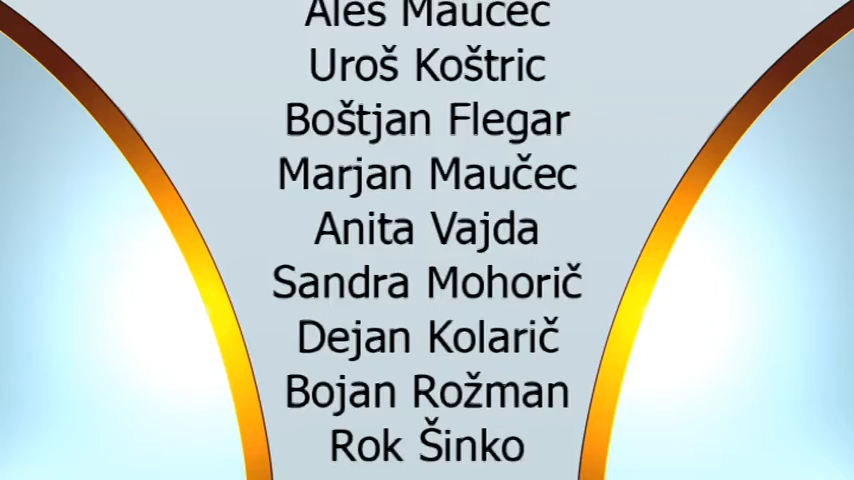 Aleš Maučec
Uroš Koštric
Boštjan Flegar
Marjan Maučec
Anita Vajda
Sandra Mohorič
Dejan Kolarič
Bojan Rožman
Rok Šinko